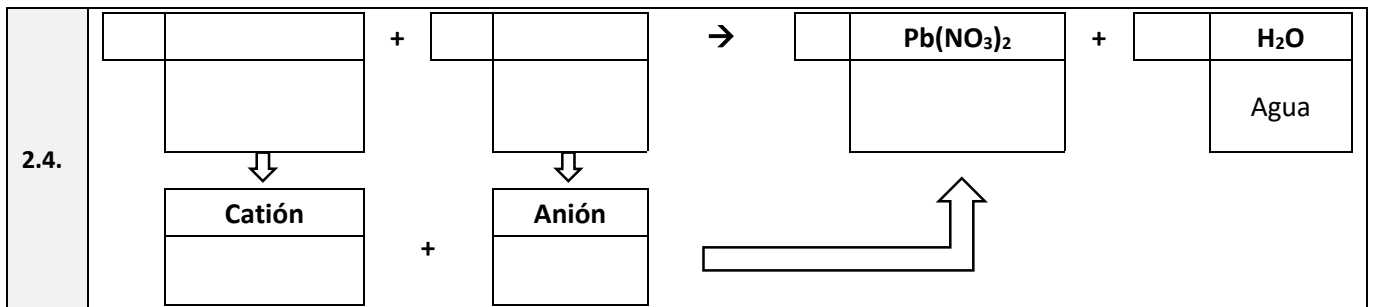 + → Pb(NO₃)₂ + H₂O
Agua
2.4.
Catión Anión
+